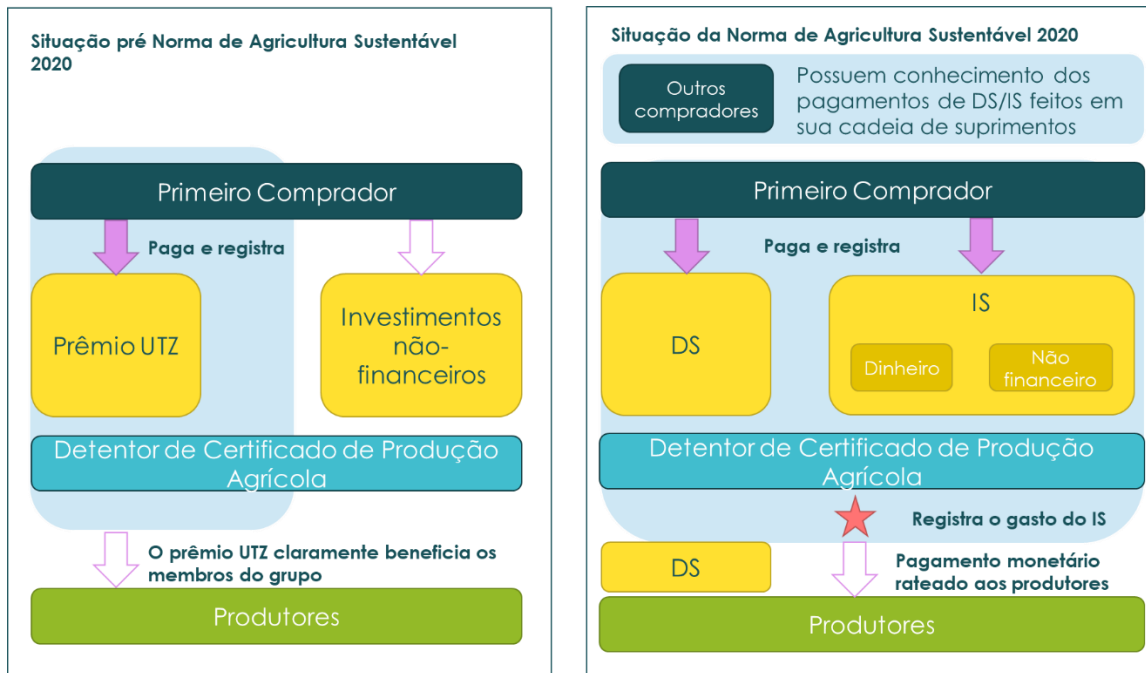 Situação pré Norma de Agricultura Sustentável
2020
Primeiro Comprador
Paga e registra
Prêmio UTZ
Investimentos
não-
financeiros
Detentor de Certificado de Produção
Agrícola
O prêmio UTZ claramente beneficia os
membros do grupo
Produtores
Situação da Norma de Agricultura Sustentável 2020
Outros
compradores
Possuem conhecimento dos
pagamentos de DS/IS feitos em
sua cadeia de suprimentos
Primeiro Comprador
Paga e registra
DS
IS
Dinheiro
Não
financeiro
Detentor de Certificado de Produção
Agrícola
Registra o gasto do IS
DS
Pagamento monetário
rateado aos produtores
Produtores